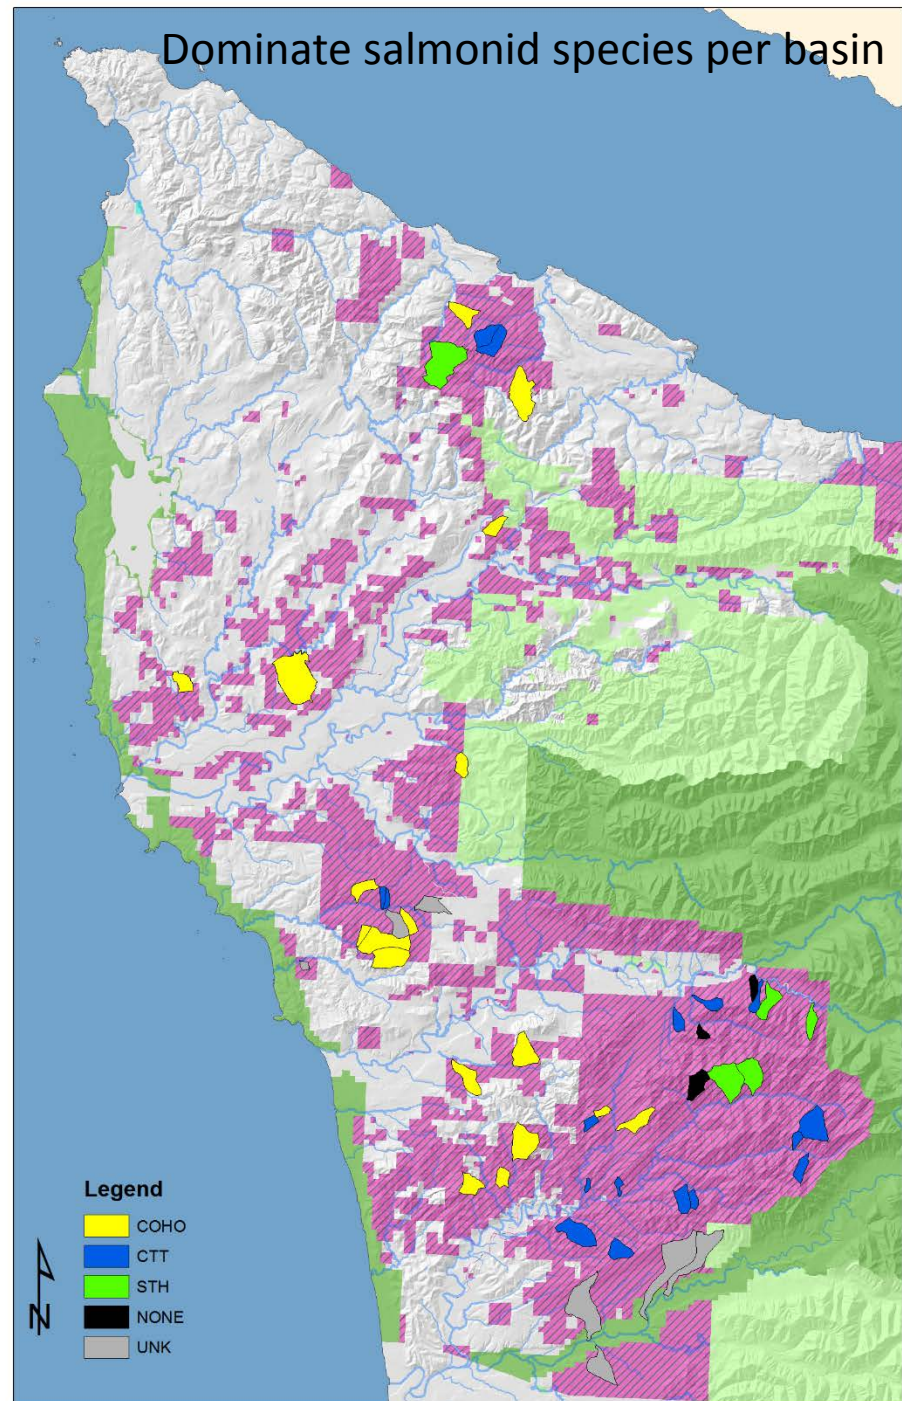 Dominate salmonid species per basin
Legend
COHO
CTT
STH
NONE
UNK
N